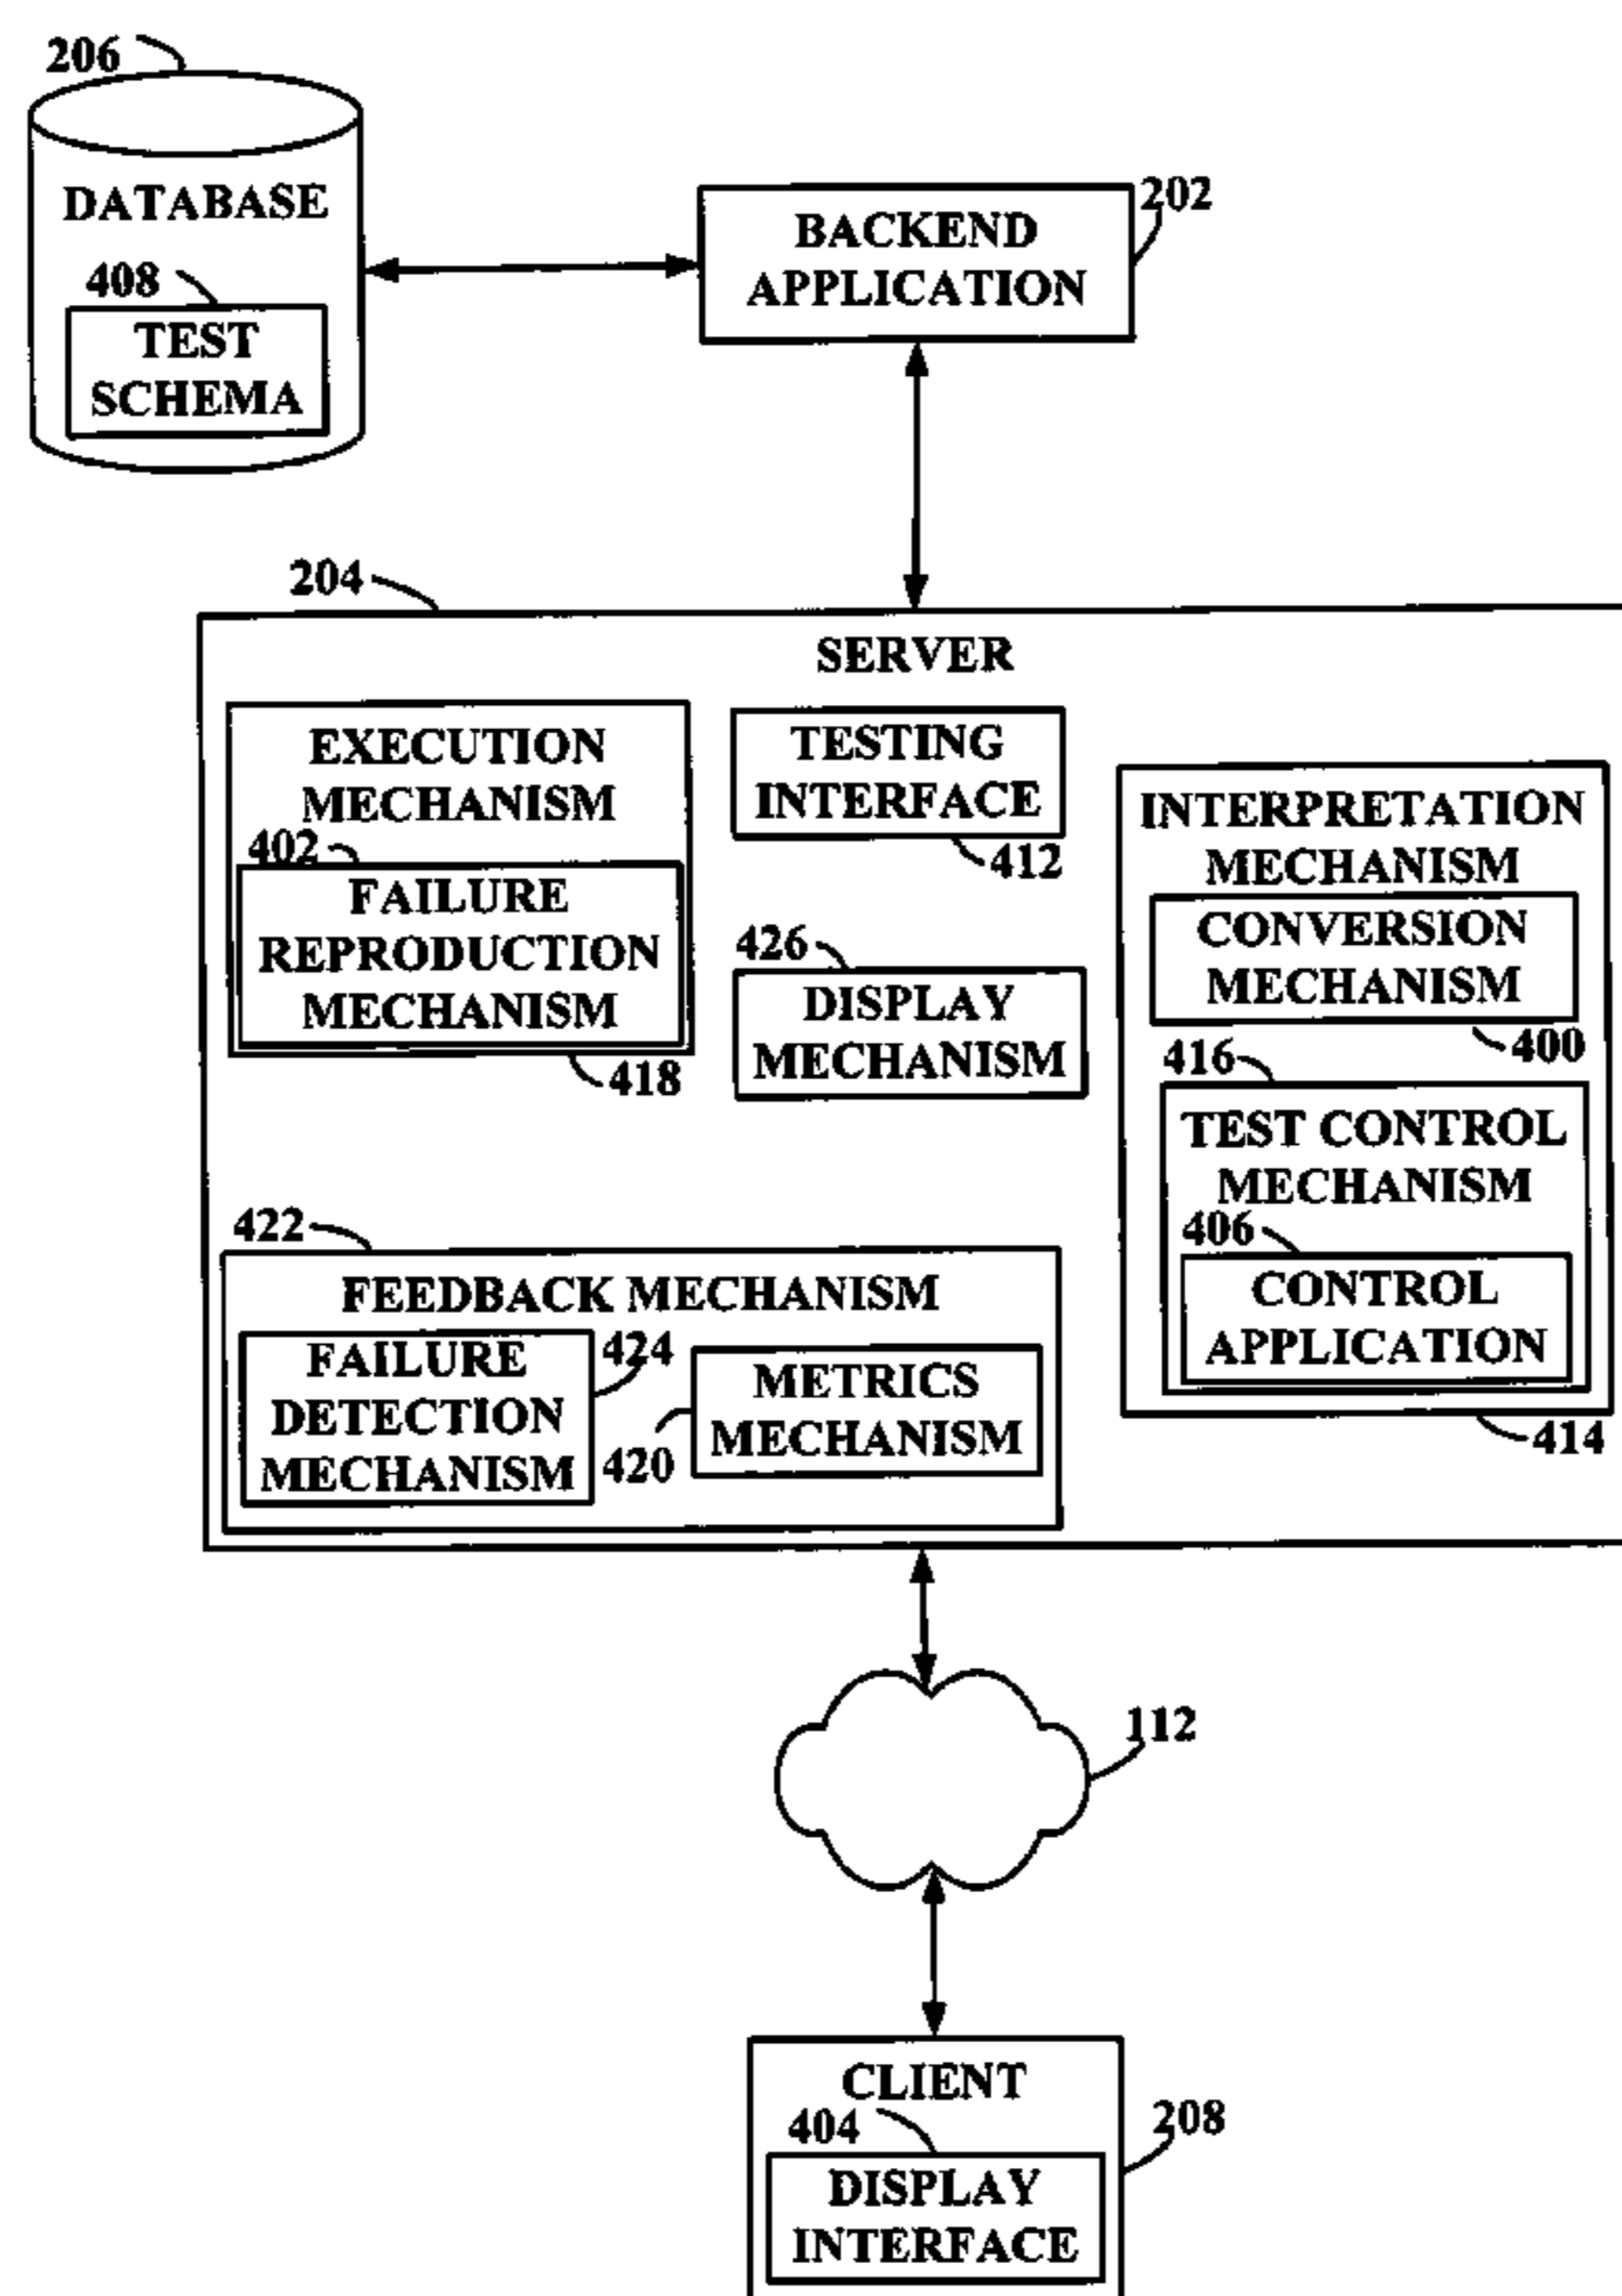 206
DATABASE
408
TEST
SCHEMA
BACKEND
APPLICATION
202
204
SERVER
EXECUTION
MECHANISM
402
FAILURE
REPRODUCTION
MECHANISM
418
TESTING
INTERFACE
412
426
DISPLAY
MECHANISM
INTERPRETATION
MECHANISM
CONVERSION
MECHANISM
400
416
TEST CONTROL
MECHANISM
406
CONTROL
APPLICATION
414
422
FEEDBACK MECHANISM
FAILURE
DETECTION
MECHANISM
424
420
METRICS
MECHANISM
112
CLIENT
404
DISPLAY
INTERFACE
208